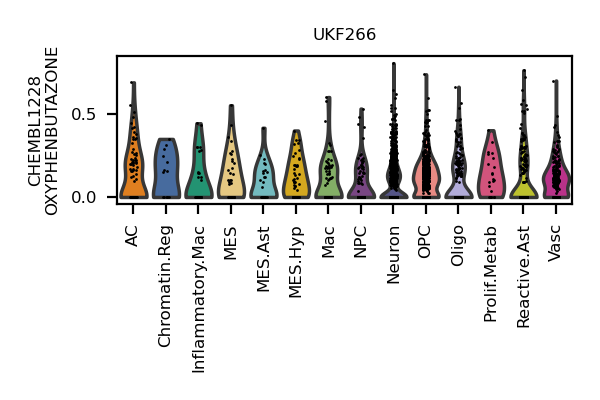 UKF266
CHEMBL1228
OXYPHENBUTAZONE
0.5
0.0
AC
Chromatin.Reg
Inflammatory.Mac
MES
MES.Ast
MES.Hyp
Mac
NPC
Neuron
OPC
Oligo
Prolif.Metab
Reactive.Ast
Vasc